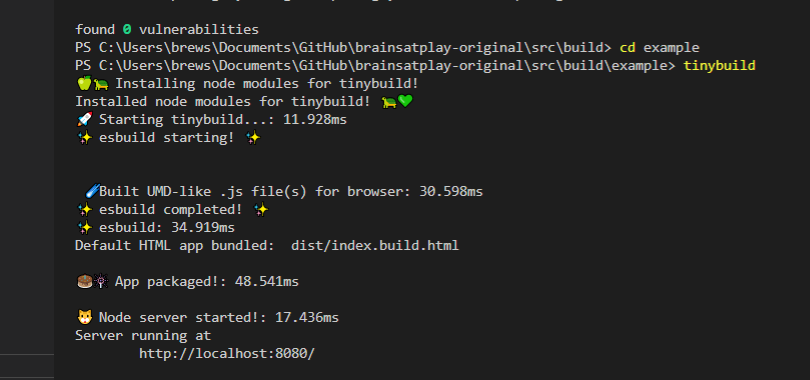 found 0 vulnerabilities
PS C:\Users\brews\Documents\GitHub\brainsatplay-original\src\build> cd example
PS C:\Users\brews\Documents\GitHub\brainsatplay-original\src\build\example> tinybuild
🍏🐢 Installing node modules for tinybuild!
Installed node modules for tinybuild! 🐢💚
🚀 Starting tinybuild...: 11.928ms
✨ esbuild starting! ✨
☄️Built UMD-like .js file(s) for browser: 30.598ms
✨ esbuild completed! ✨
✨ esbuild: 34.919ms
Default HTML app bundled:  dist/index.build.html
🥞🎆 App packaged!: 48.541ms
🐱 Node server started!: 17.436ms
Server running at
http://localhost:8080/